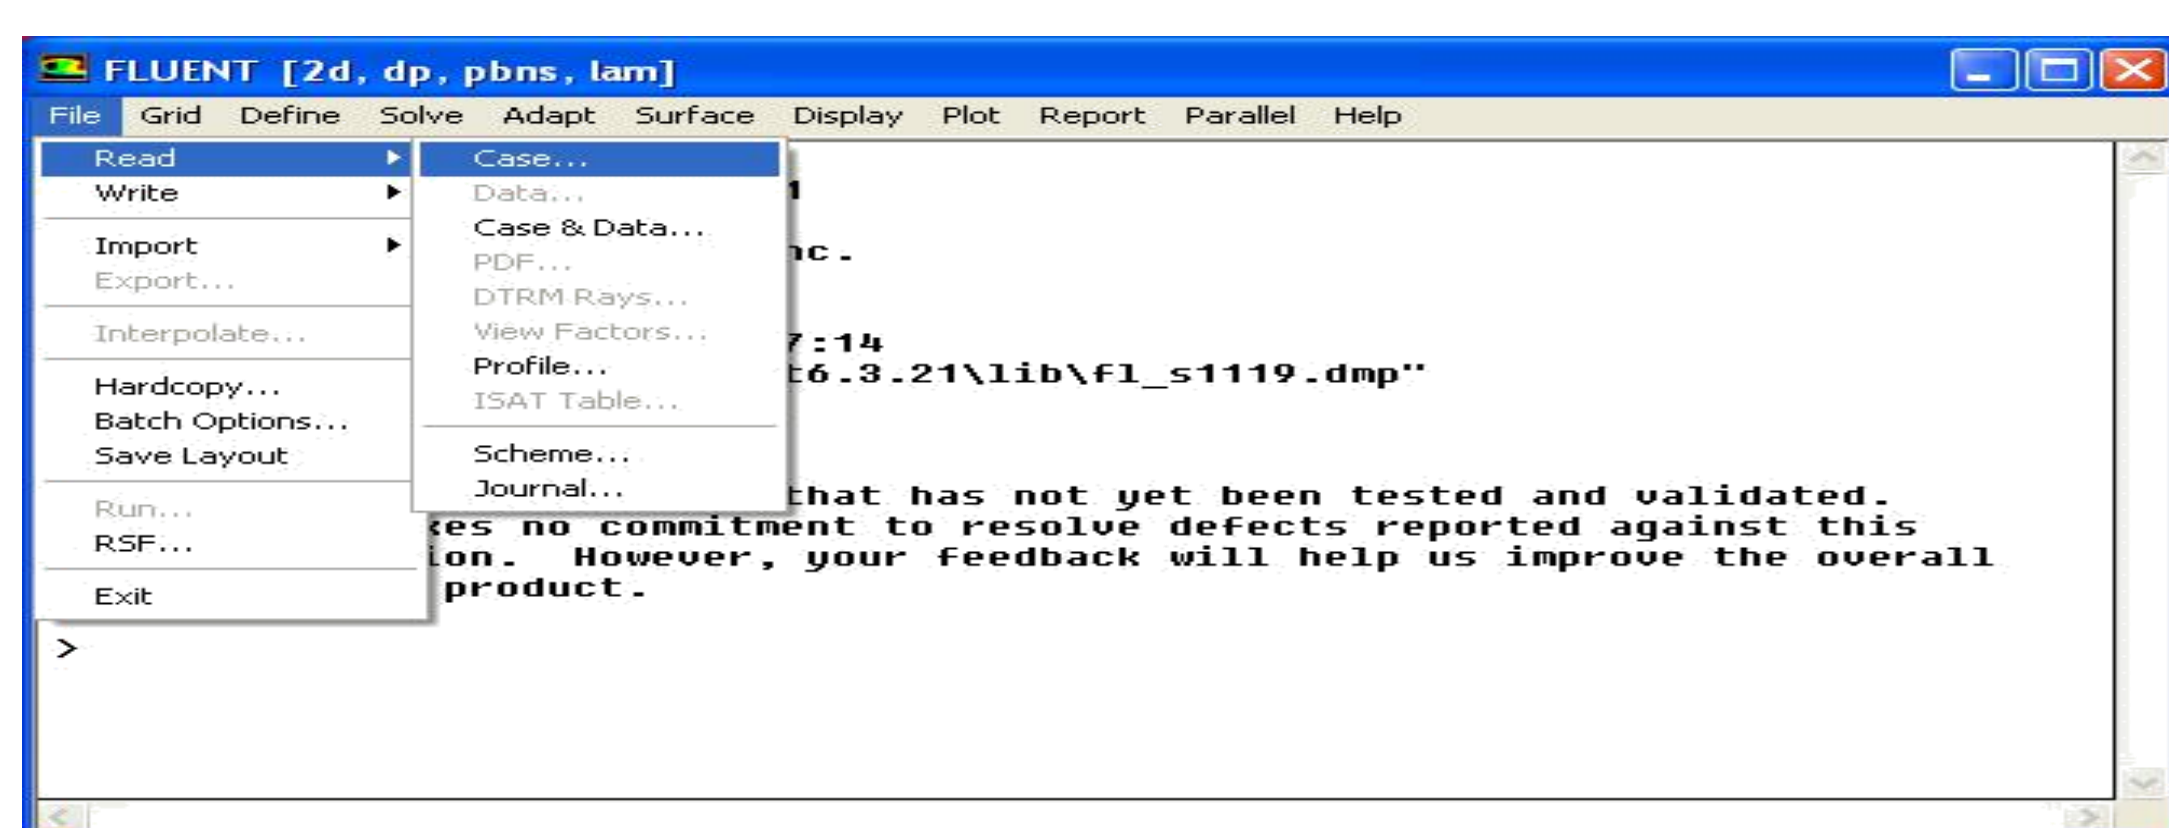 FLUENT [2d, dp, pbns, lam]
File Grid Define Solve Adapt Surface Display Plot Report Parallel Help
Read
Write
Import
Export...
Interpolate...
Hardcopy...
Batch Options...
Save Layout
Run...
RSF...
Exit
Case...
Data...
Case & Data...
PDF...
DTRM Rays...
View Factors...
Profile...
ISAT Table...
Scheme...
Journal...
1
nc.
7:14
t6.3.21\lib\fl_s1119.dmp"
that has not yet been tested and validated.
kes no commitment to resolve defects reported against this
ion. However, your feedback will help us improve the overall
product.
>